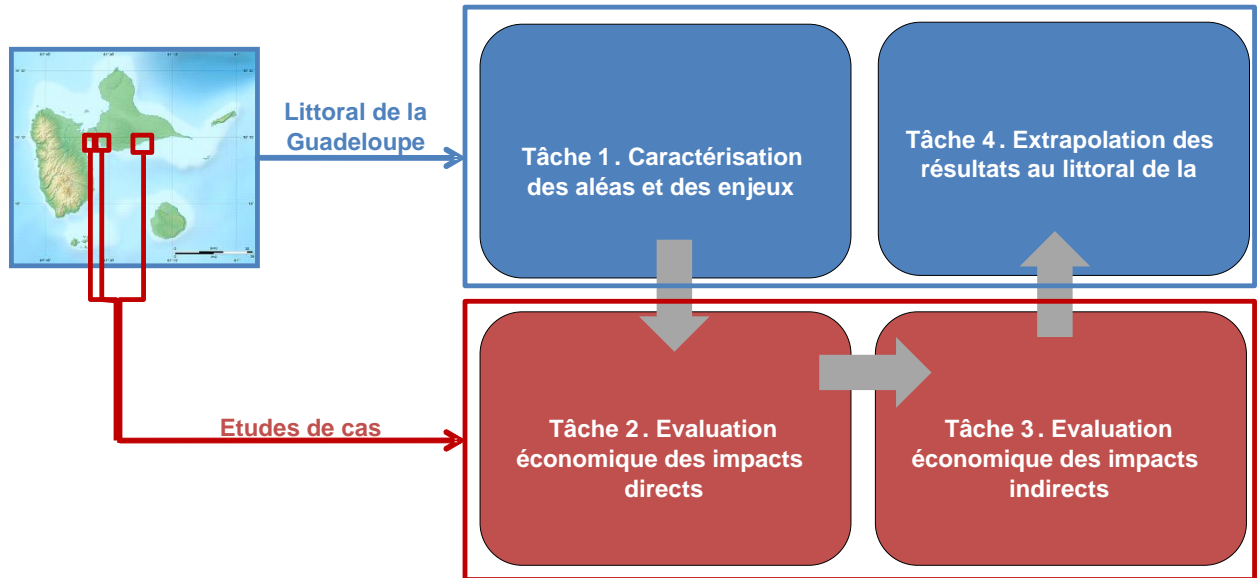 Littoral de la
Guadeloupe
Tâche 1. Caractérisation
des aléas et des enjeux
Tâche 4. Extrapolation des
résultats au littoral de la
Etudes de cas
Tâche 2. Evaluation
économique des impacts
directs
Tâche 3. Evaluation
économique des impacts
indirects